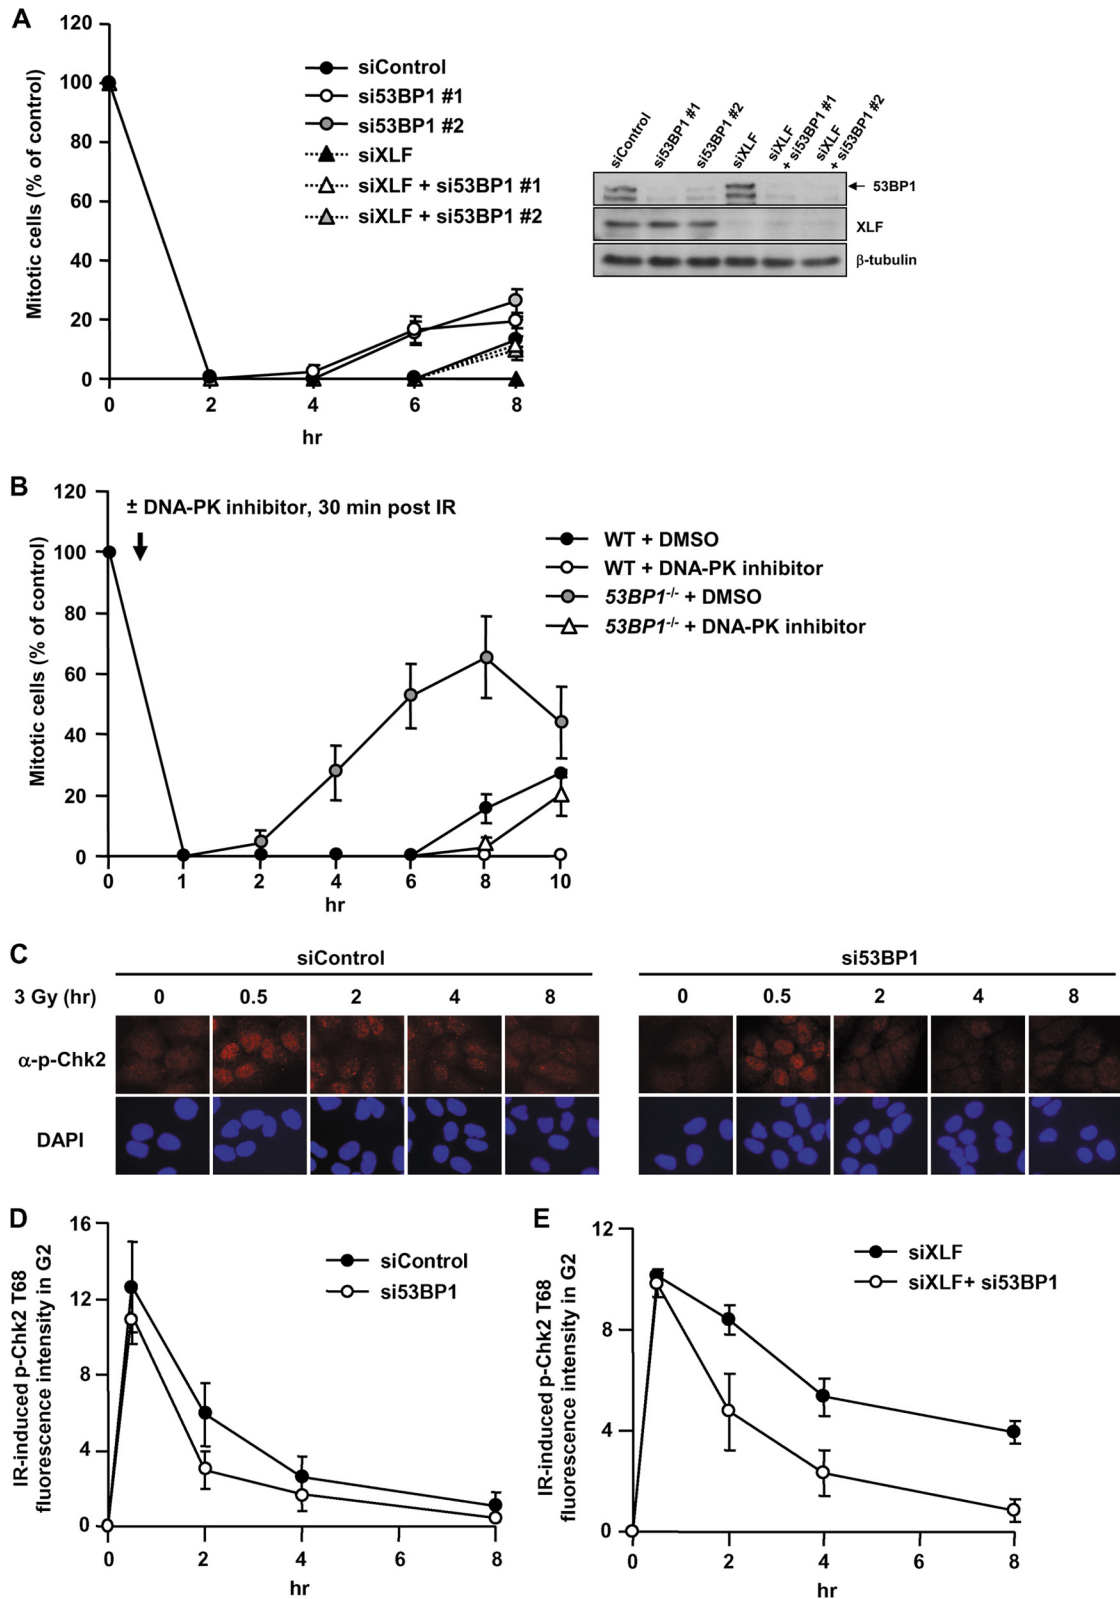 A
120
100
80
60
40
20
0
Mitotic cells (% of control)
0 2 4 6 8
hr
siControl
si53BP1 #1
si53BP1 #2
siXLF
siXLF + si53BP1 #1
siXLF + si53BP1 #2
siControl
si53BP1 #1
si53BP1 #2
siXLF
siXLF
+ si53BP1 #1
siXLF
+ si53BP1 #2
53BP1
XLF
β-tubulin
B
120
100
80
60
40
20
0
Mitotic cells (% of control)
± DNA-PK inhibitor, 30 min post IR
0 1 2 4 6 8 10
hr
WT + DMSO
WT + DNA-PK inhibitor
53BP1-/- + DMSO
53BP1-/- + DNA-PK inhibitor
C
siControl
si53BP1
3 Gy (hr) 0 0.5 2 4 8 0 0.5 2 4 8
α-p-Chk2
DAPI
D
16
12
8
4
0
IR-induced p-Chk2 T68
fluorescence intensity in G2
0 2 4 6 8
hr
siControl
si53BP1
E
12
8
4
0
IR-induced p-Chk2 T68
fluorescence intensity in G2
0 2 4 6 8
hr
siXLF
siXLF+ si53BP1